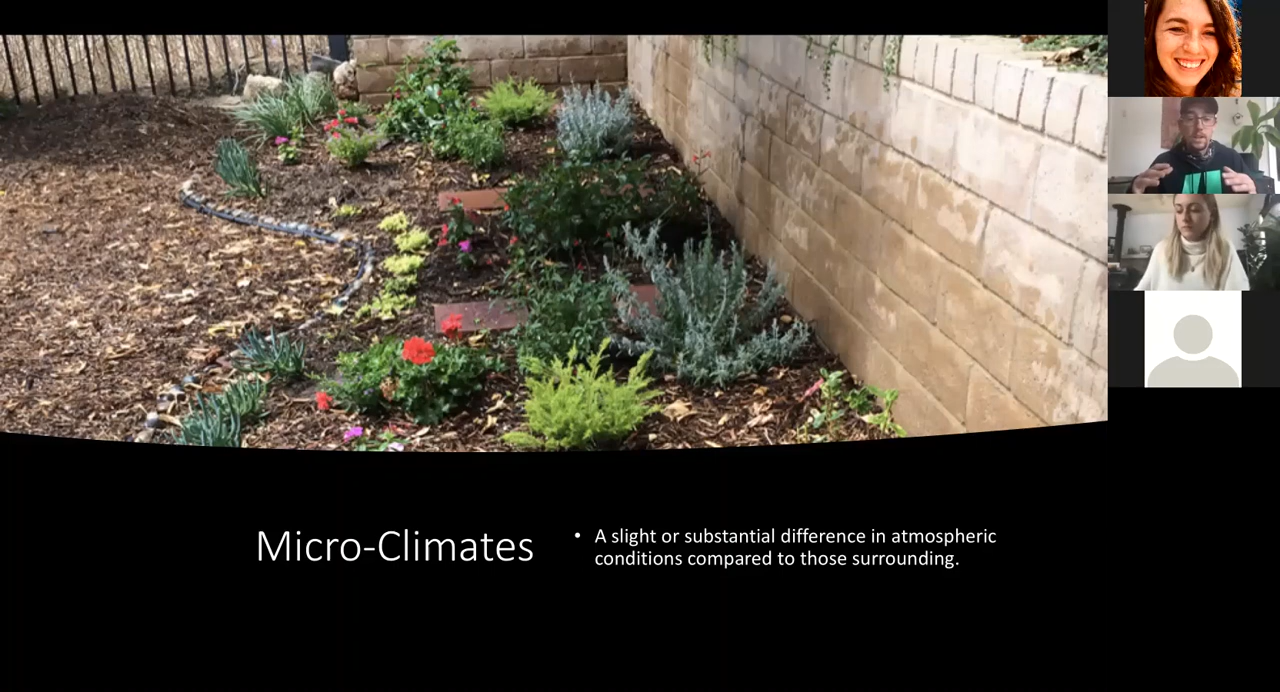 Micro-Climates
• A slight or substantial difference in atmospheric
conditions compared to those surrounding.